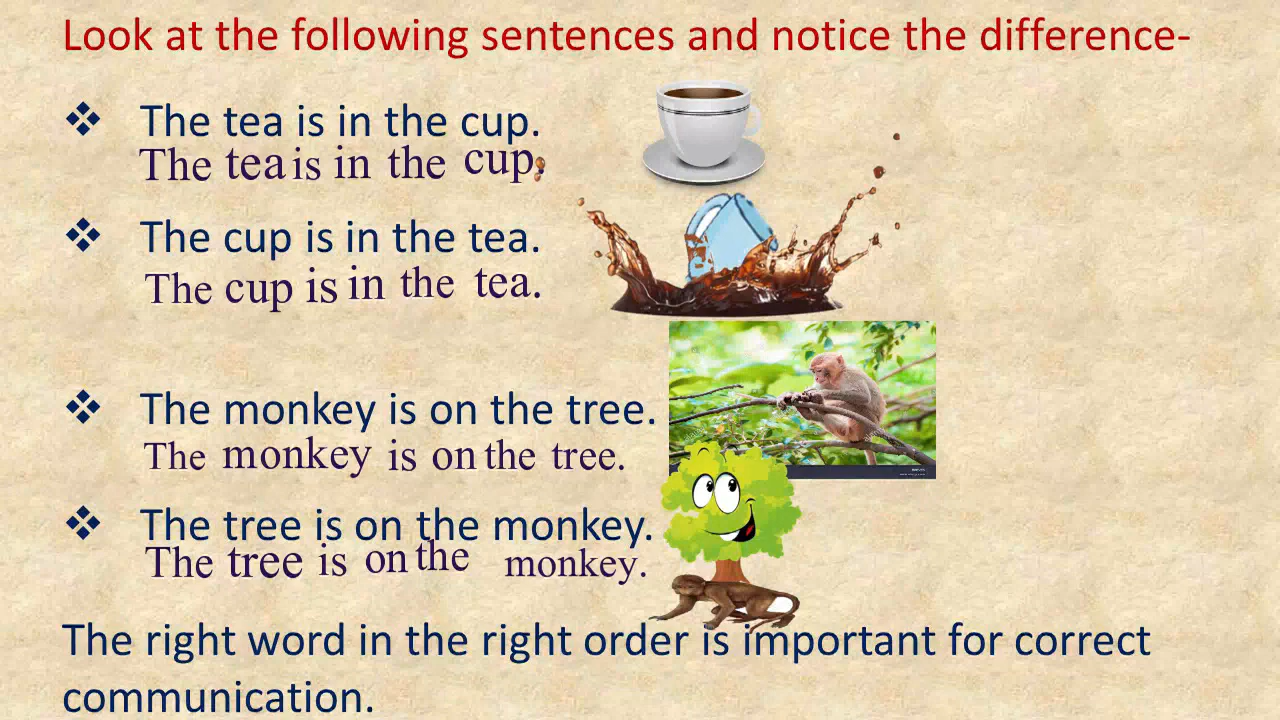 Look at the following sentences and notice the difference-
❖ The tea is in the cup.
The tea is in the cup.
❖ The cup is in the tea.
The cup is in the tea.
❖ The monkey is on the tree.
The monkey is on the tree.
❖ The tree is on the monkey.
The tree is on the monkey.
The right word in the right order is important for correct
communication.